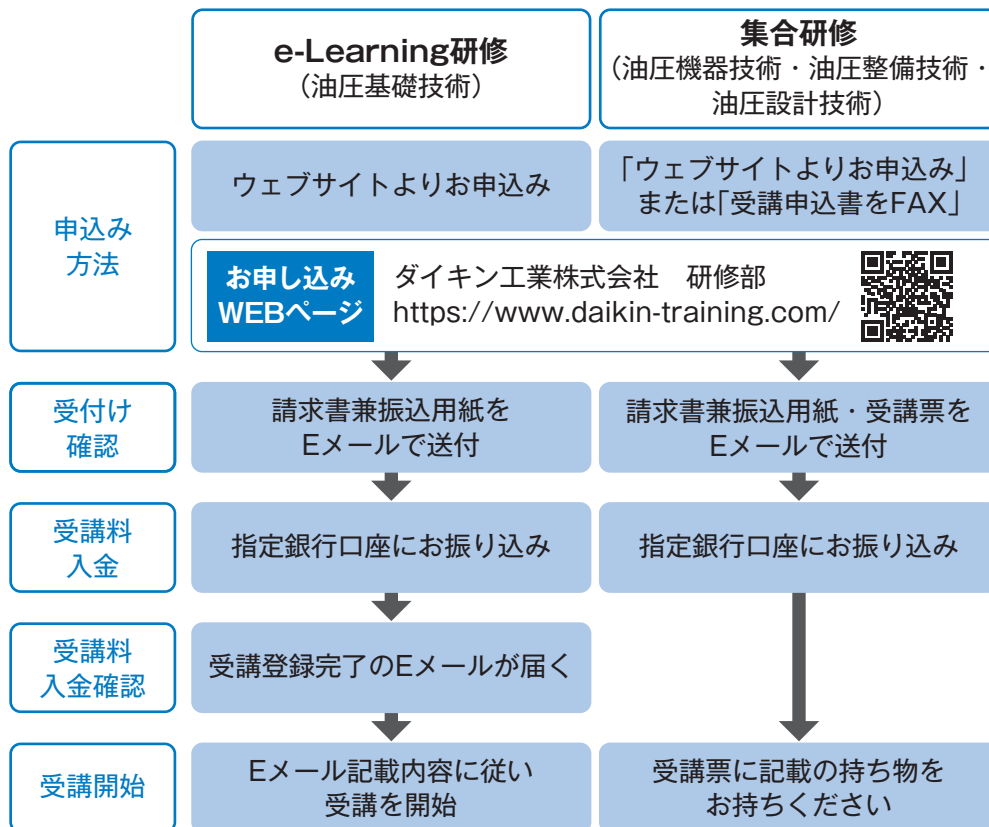 e-Learning研修
（油圧基礎技術）
集合研修
（油圧機器技術・油圧整備技術・
油圧設計技術）
申込み
方法
ウェブサイトよりお申込み
「ウェブサイトよりお申込み」
または「受講申込書をFAX」
お申し込み
WEBページ
ダイキン工業株式会社　研修部
https://www.daikin-training.com/
受付け
確認
請求書兼振込用紙を
Eメールで送付
請求書兼振込用紙・受講票を
Eメールで送付
受講料
入金
指定銀行口座にお振り込み
指定銀行口座にお振り込み
受講料
入金確認
受講登録完了のEメールが届く
受講開始
Eメール記載内容に従い
受講を開始
受講票に記載の持ち物を
お持ちください